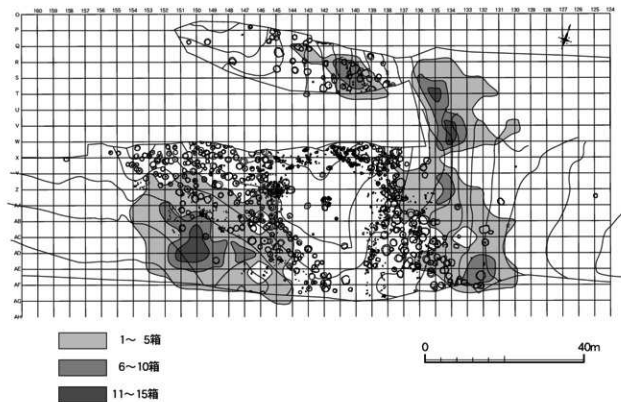 160 159 158 157 156 155 154 153 152 151 150 149 148 147 146 145 144 143 142 141 140 139 138 137 136 135 134 133 132 131 130 129 128 127 126 125 124
O
P
Q
R
S
T
U
V
W
X
Y
Z
AA
AB
AC
AD
AE
AF
AG
AH
1〜 5箱
6〜10箱
11〜15箱
0 40m